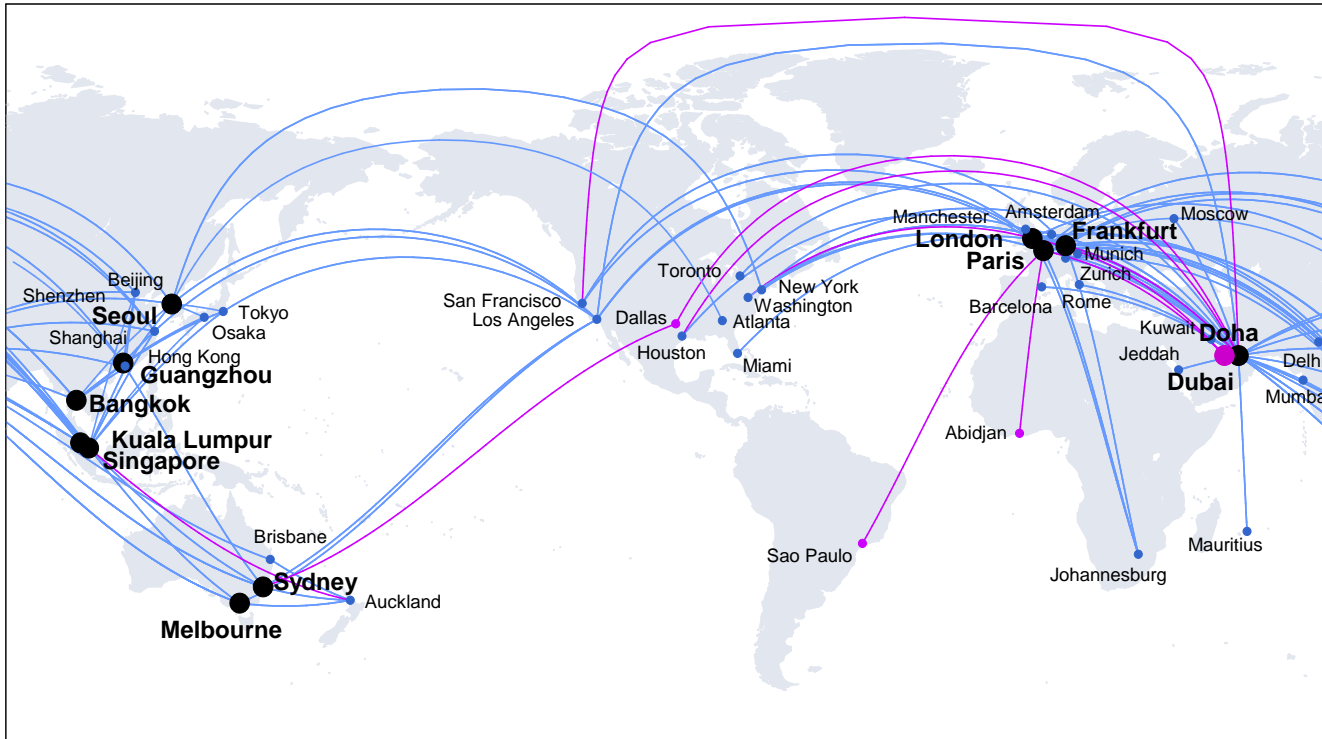 Manchester
Amsterdam
Moscow
London
Frankfurt
Paris
Munich
Zurich
Toronto
Beijing
Shenzhen
Seoul
Tokyo
Osaka
Shanghai
Hong Kong
Guangzhou
Bangkok
Kuala Lumpur
Singapore
San Francisco
Los Angeles
New York
Washington
Dallas
Atlanta
Houston
Miami
Barcelona
Rome
Kuwait
Doha
Jeddah
Dubai
Delh
Mumba
Abidjan
Sao Paulo
Mauritius
Johannesburg
Brisbane
Sydney
Auckland
Melbourne